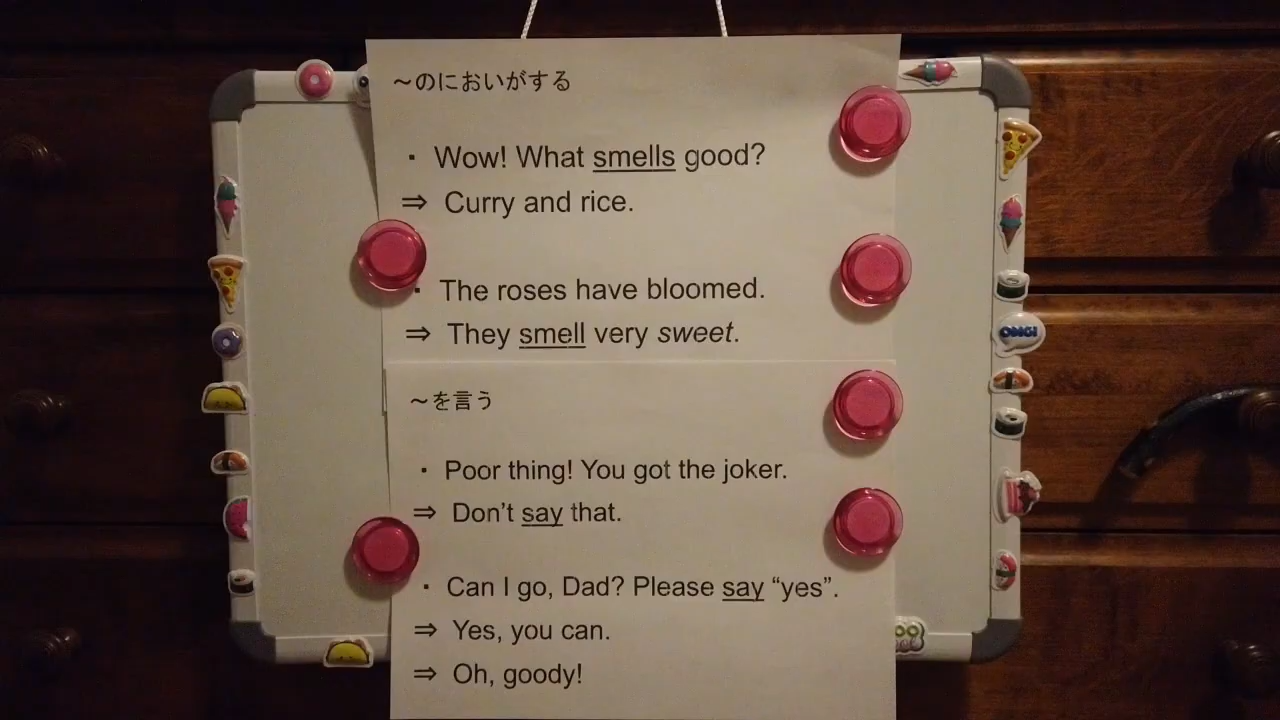 ～のにおいがする
・ Wow! What smells good?
⇒ Curry and rice.
・ The roses have bloomed.
⇒ They smell very sweet.
～を言う
・ Poor thing! You got the joker.
⇒ Don’t say that.
・ Can I go, Dad? Please say “yes”.
⇒ Yes, you can.
⇒ Oh, goody!
OMG!